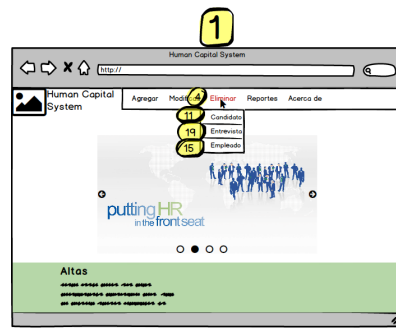 1
Human Capital System
http://
Human Capital System
Agregar Modificar 4 Eliminar Reportes Acerca de
11 Candidato
19 Entrevista
15 Empleado
putting HR
in the front seat
Altas